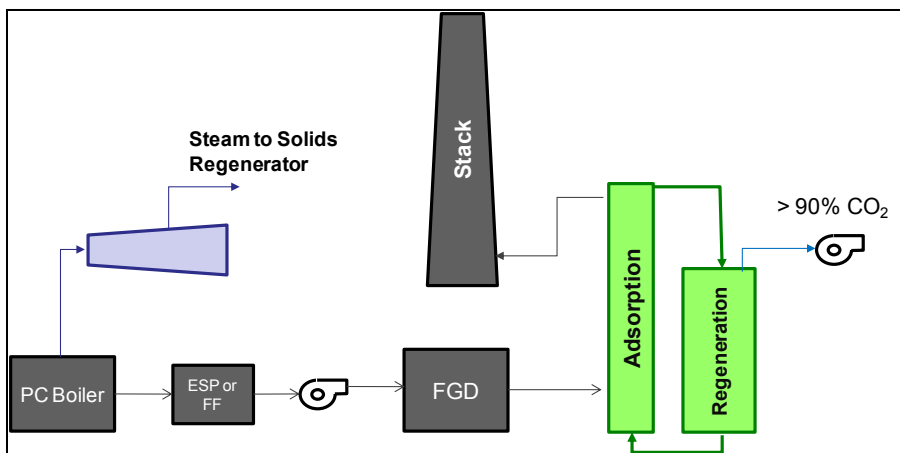 Steam to Solids
Regenerator
Stack
> 90% CO₂
Adsorption
Regeneration
PC Boiler
ESP or
FF
FGD